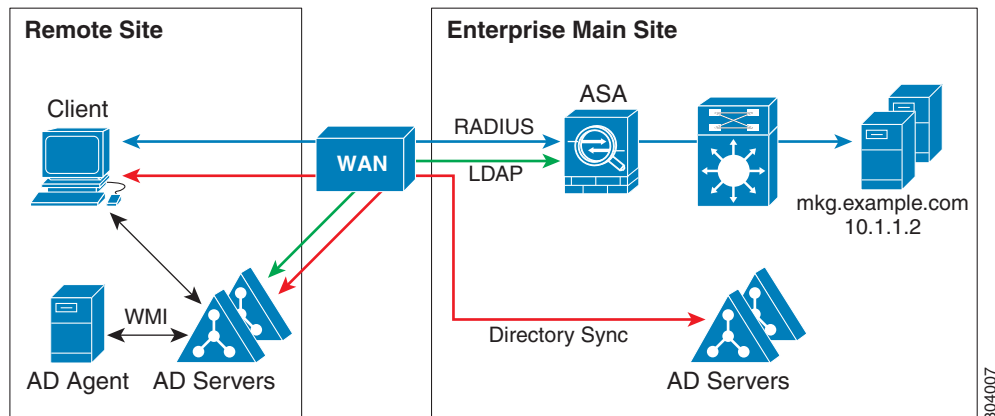 Remote Site
Enterprise Main Site
Client
ASA
RADIUS
WAN
LDAP
mkg.example.com
10.1.1.2
WMI
Directory Sync
AD Agent
AD Servers
AD Servers
304007